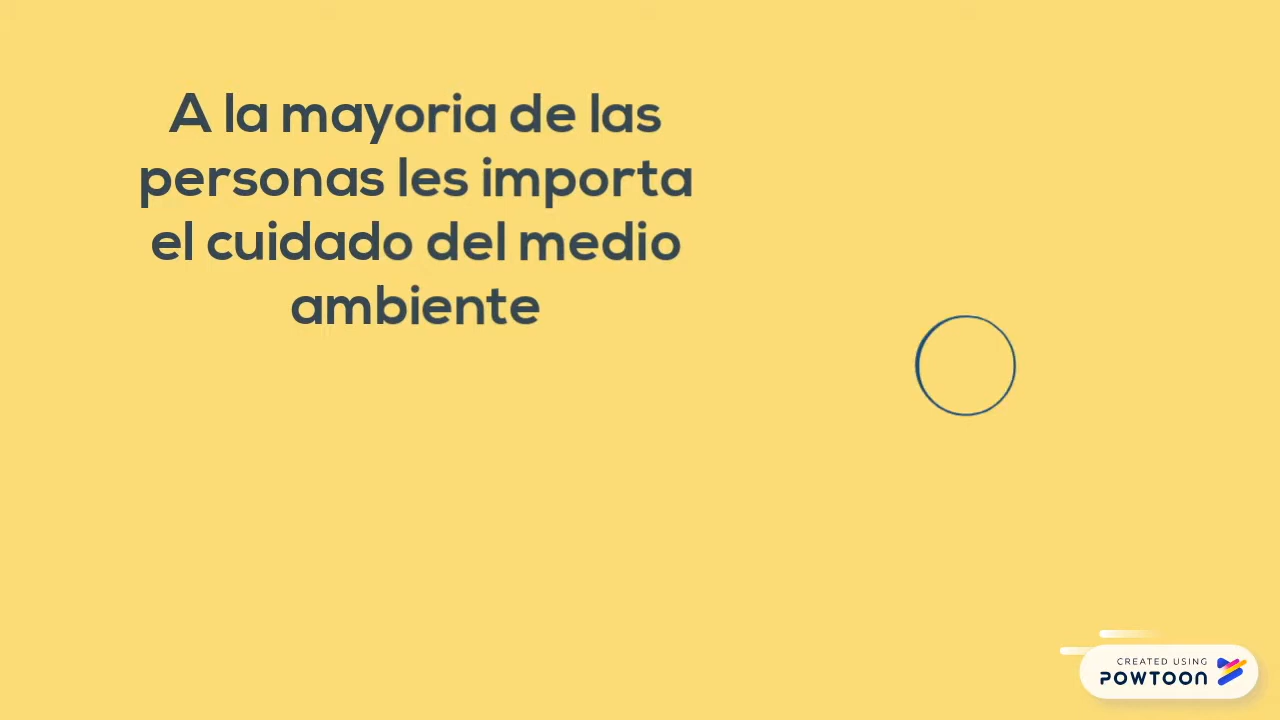 A la mayoria de las
personas les importa
el cuidado del medio
ambiente
CREATED USING
POWTOON